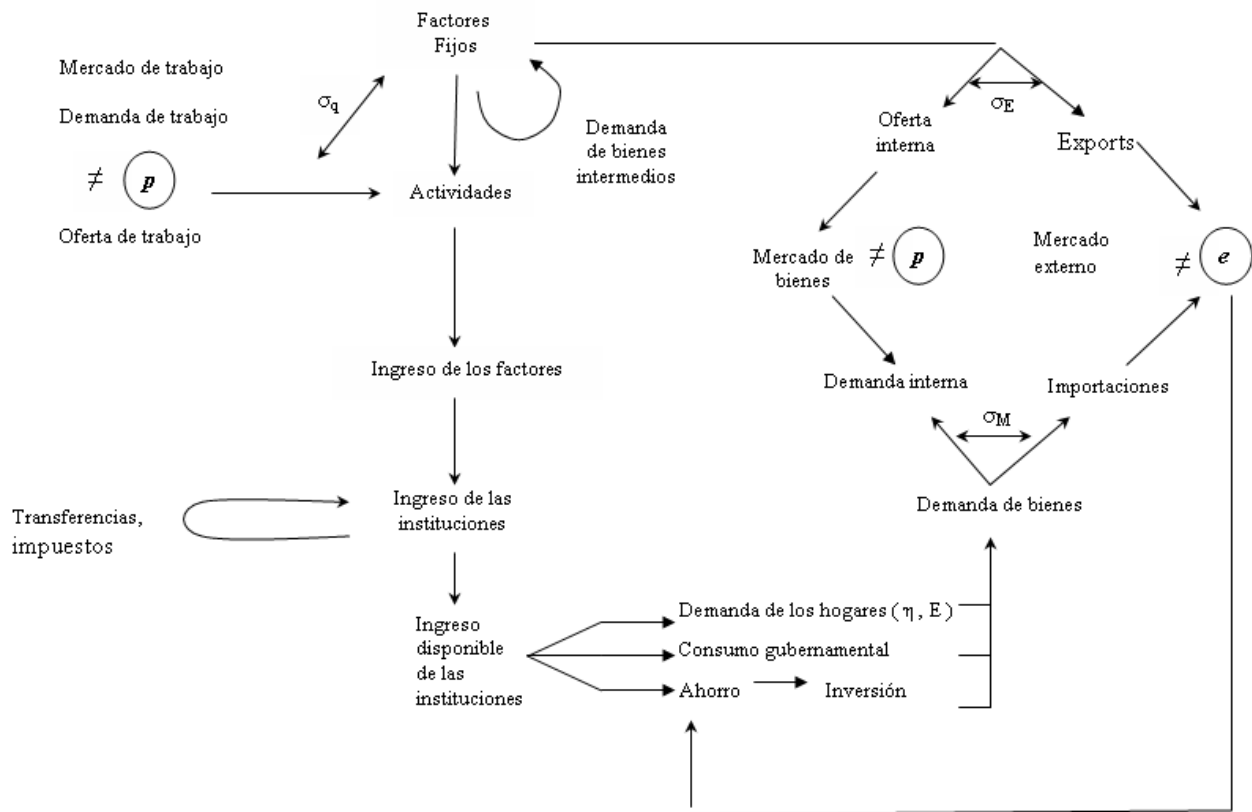 Factores
Fijos
Mercado de trabajo
Demanda de trabajo
≠ p
Oferta de trabajo
σq
Demanda
de bienes
intermedios
Actividades
Ingreso de los factores
Ingreso de las
instituciones
Transferencias,
impuestos
Ingreso
disponible
de las
instituciones
Demanda de los hogares ( η , E )
Consumo gubernamental
Ahorro
Inversión
σE
Oferta
interna
Exports
Mercado de
bienes
≠ p
Mercado
externo
≠ e
Demanda interna
Importaciones
σM
Demanda de bienes